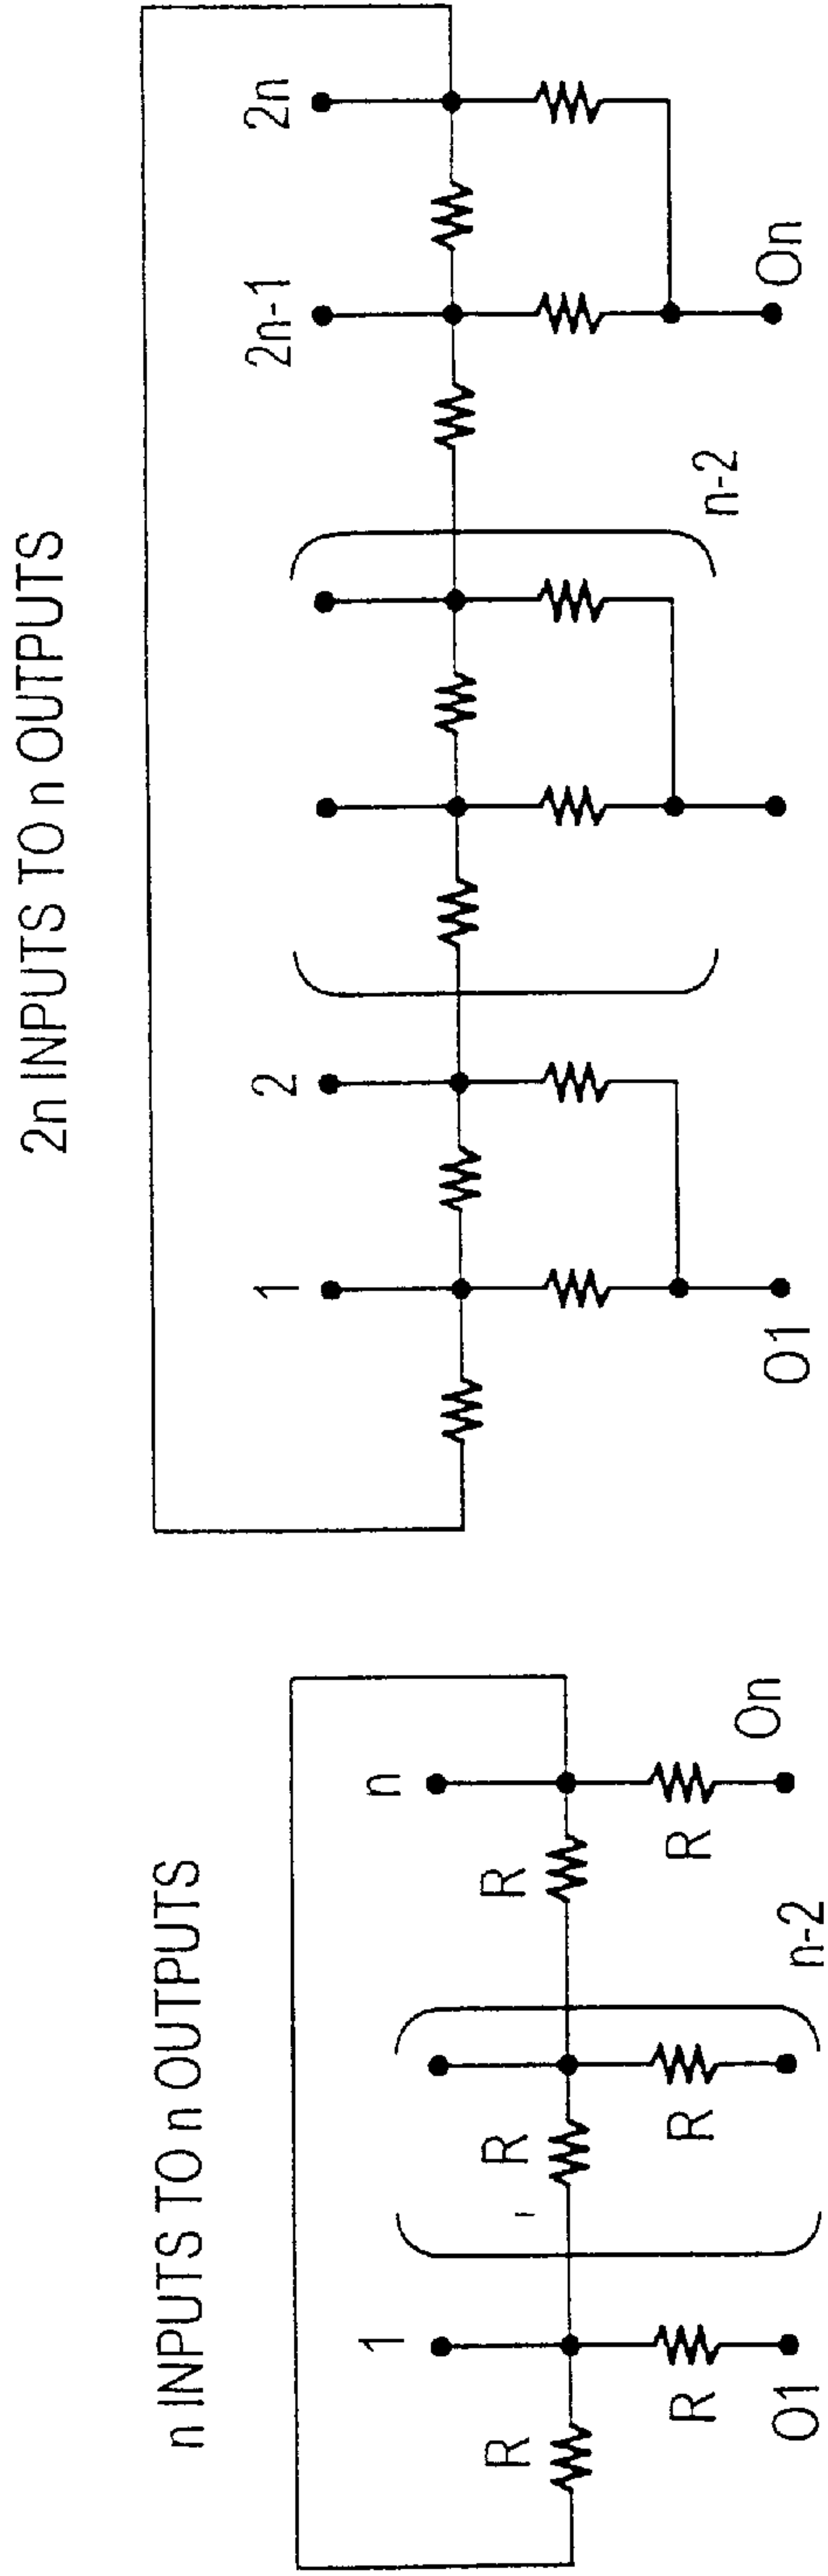 n INPUTS TO n OUTPUTS
1
n
R
R
R
R
R
R
n-2
O1
On
2n INPUTS TO n OUTPUTS
1
2
2n-1
2n
n-2
O1
On